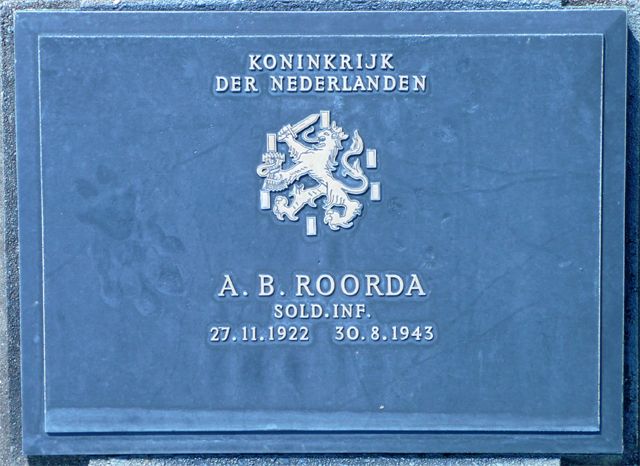 KONINKRIJK
DER NEDERLANDEN
A. B. ROORDA
SOLD.INF.
27.11.1922 30.8.1943